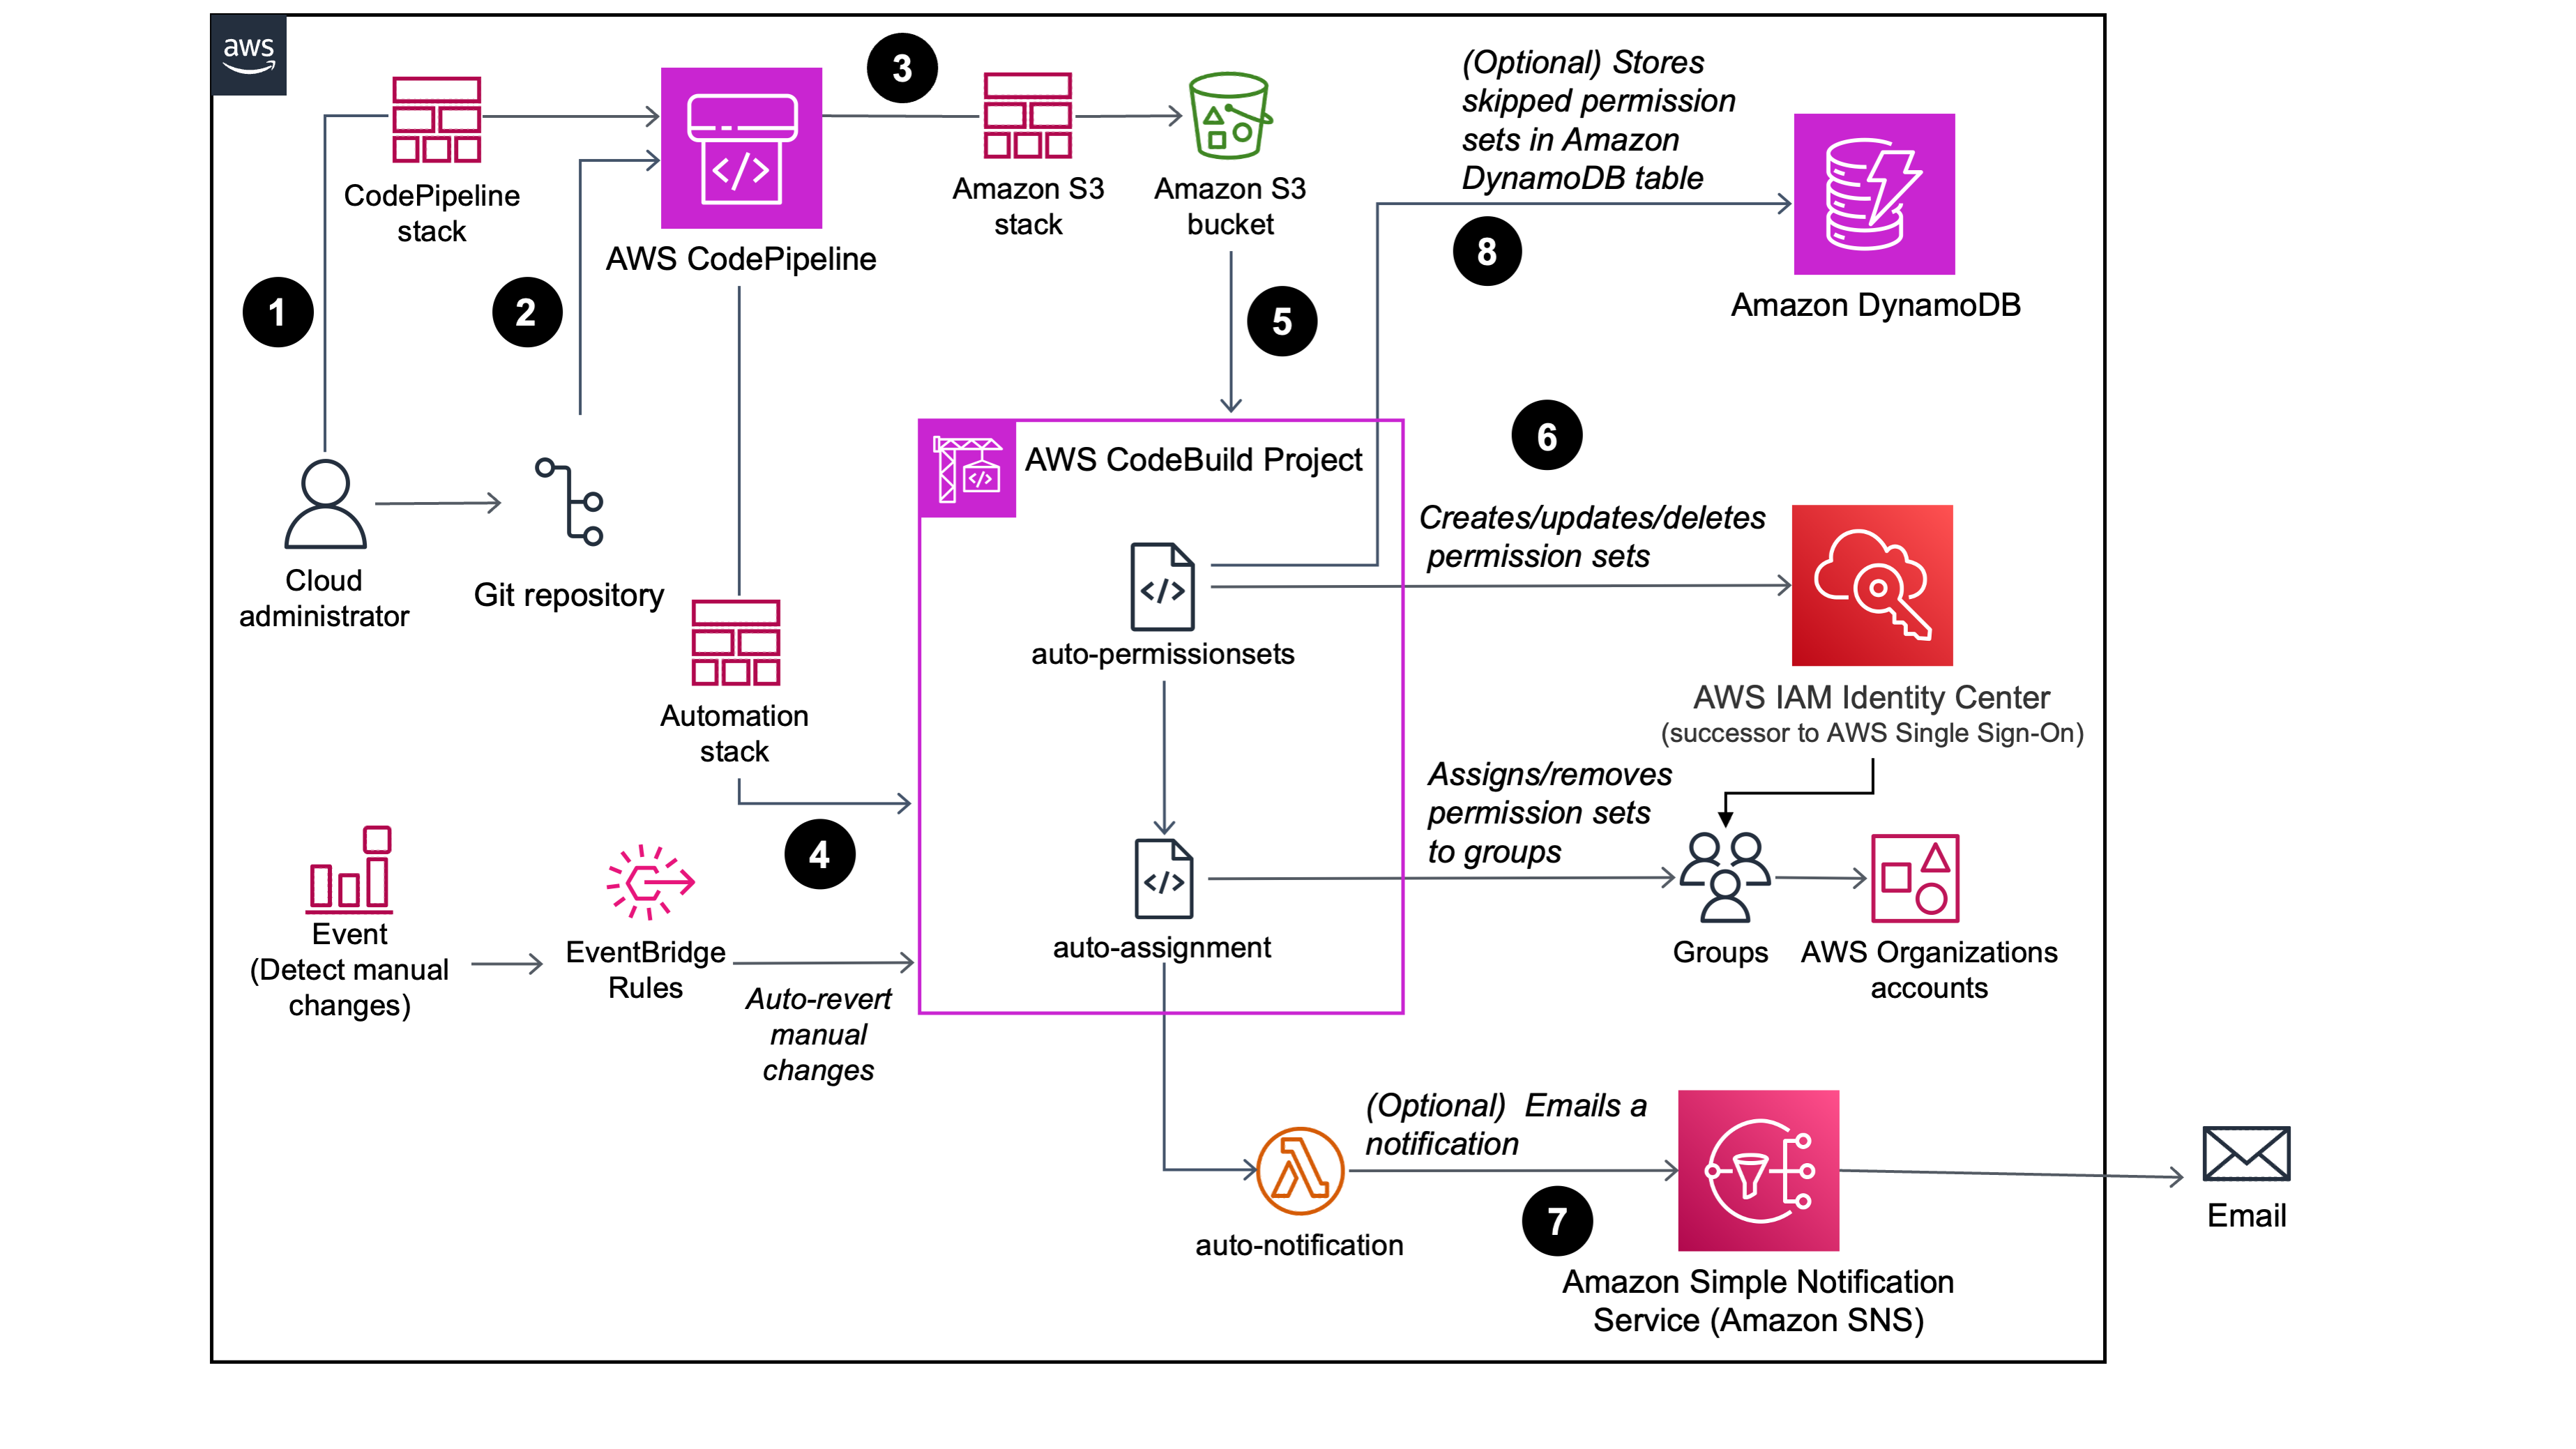 aws
CodePipeline
stack
AWS CodePipeline
3
Amazon S3
stack
Amazon S3
bucket
(Optional) Stores
skipped permission
sets in Amazon
DynamoDB table
8
Amazon DynamoDB
1
2
5
Cloud
administrator
Git repository
Automation
stack
4
AWS CodeBuild Project
</>
auto-permissionsets
</>
auto-assignment
6
Creates/updates/deletes
permission sets
AWS IAM Identity Center
(successor to AWS Single Sign-On)
Assigns/removes
permission sets
to groups
Groups
AWS Organizations
accounts
Event
(Detect manual
changes)
EventBridge
Rules
Auto-revert
manual
changes
auto-notification
(Optional) Emails a
notification
7
Amazon Simple Notification
Service (Amazon SNS)
Email